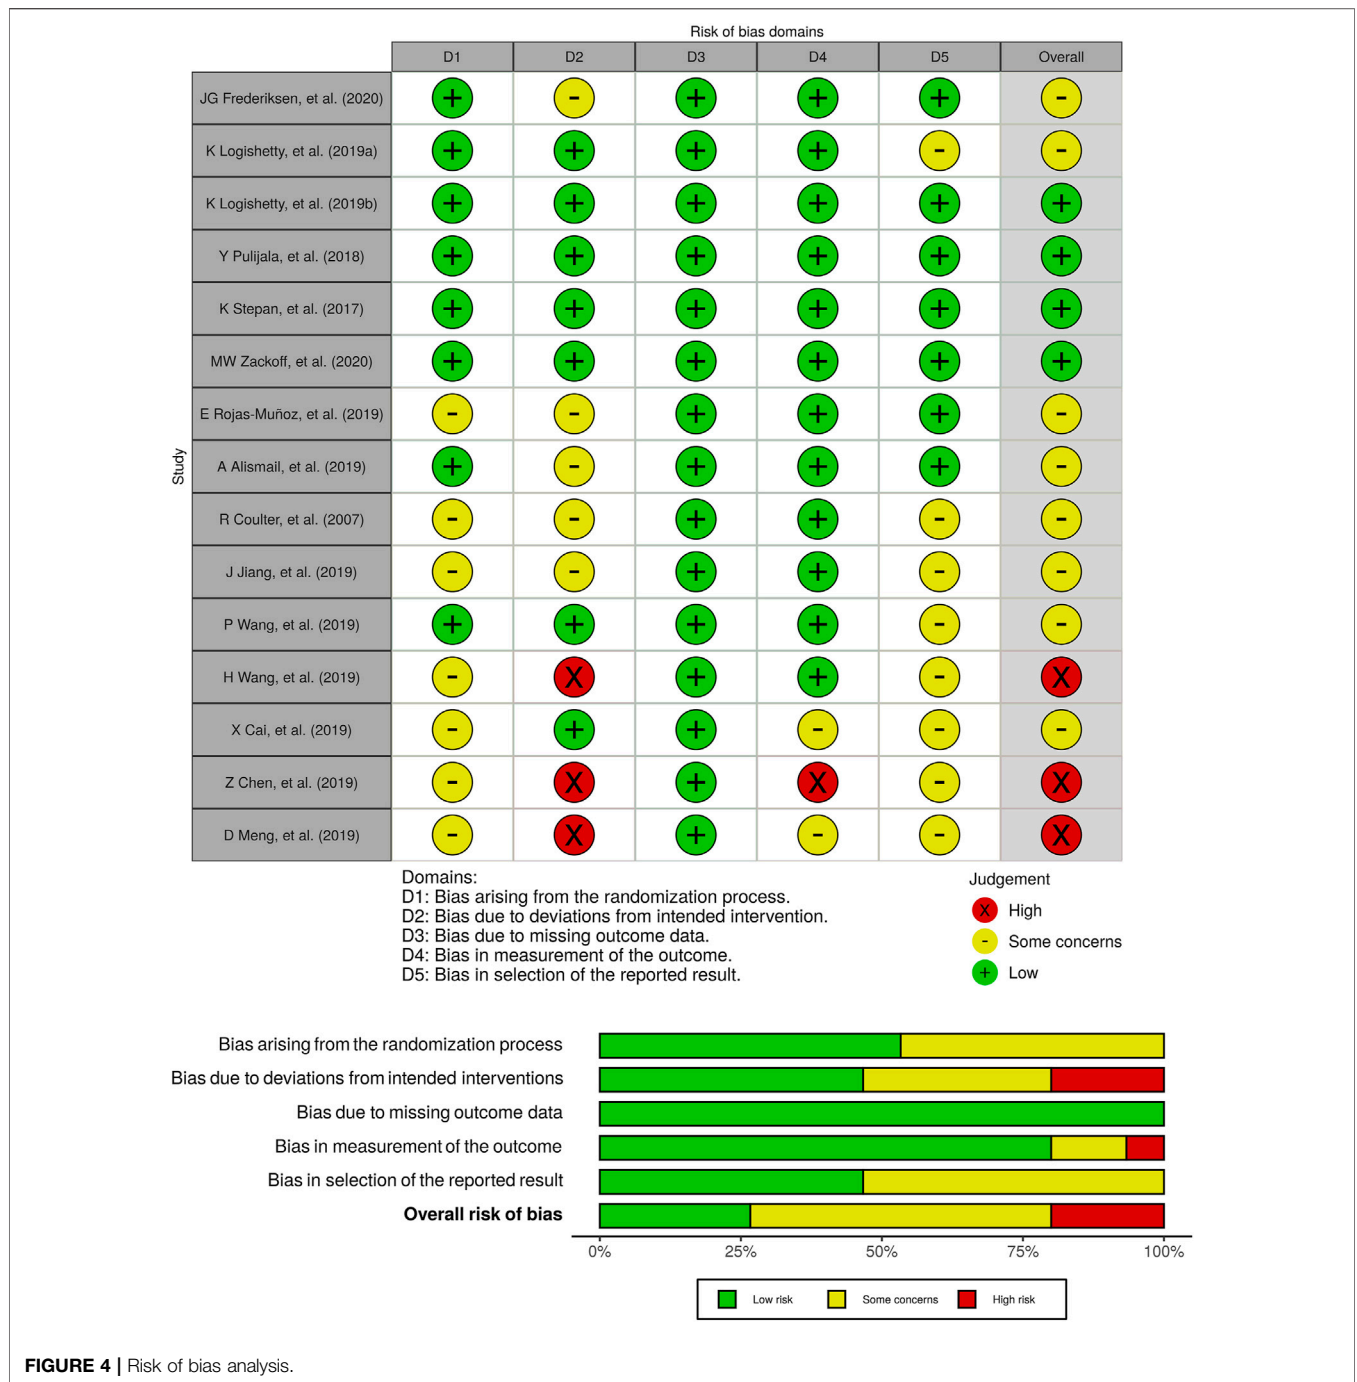 Risk of bias domains
D1 D2 D3 D4 D5 Overall
Study
JG Frederiksen, et al. (2020) + - + + + -
K Logishetty, et al. (2019a) + + + + - -
K Logishetty, et al. (2019b) + + + + + +
Y Pulijala, et al. (2018) + + + + + +
K Stepan, et al. (2017) + + + + + +
MW Zackoff, et al. (2020) + + + + + +
E Rojas-Muñoz, et al. (2019) - - + + + -
A Alismail, et al. (2019) + - + + + -
R Coulter, et al. (2007) - - + + - -
J Jiang, et al. (2019) - - + + - -
P Wang, et al. (2019) + + + + - -
H Wang, et al. (2019) - X + + - X
X Cai, et al. (2019) - + + - - -
Z Chen, et al. (2019) - X + X - X
D Meng, et al. (2019) - X + - - X
Domains:
D1: Bias arising from the randomization process.
D2: Bias due to deviations from intended intervention.
D3: Bias due to missing outcome data.
D4: Bias in measurement of the outcome.
D5: Bias in selection of the reported result.
Judgement
X High
- Some concerns
+ Low
Bias arising from the randomization process
Bias due to deviations from intended interventions
Bias due to missing outcome data
Bias in measurement of the outcome
Bias in selection of the reported result
Overall risk of bias
0% 25% 50% 75% 100%
Low risk Some concerns High risk
FIGURE 4 | Risk of bias analysis.